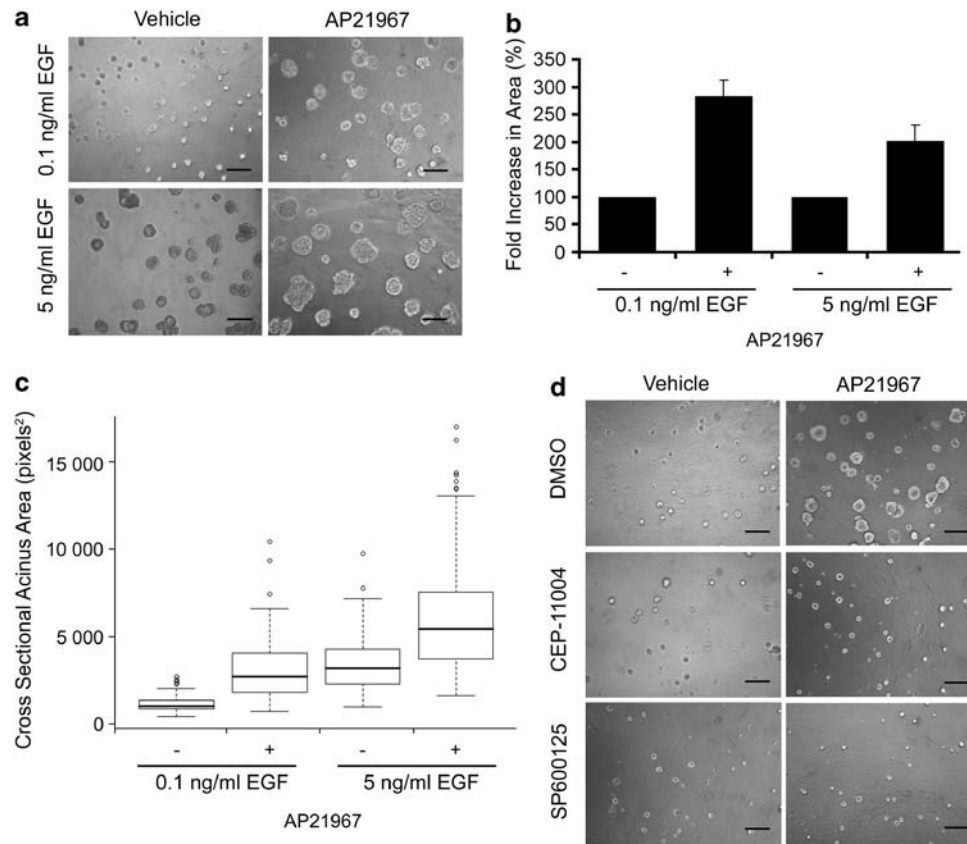 a
Vehicle AP21967
0.1 ng/ml EGF
5 ng/ml EGF
b
Fold Increase in Area (%)
350
300
250
200
150
100
50
0
- + - +
0.1 ng/ml EGF 5 ng/ml EGF
AP21967
c
Cross Sectional Acinus Area (pixels²)
15 000
10 000
5 000
0
- + - +
0.1 ng/ml EGF 5 ng/ml EGF
AP21967
d
Vehicle AP21967
DMSO
CEP-11004
SP600125